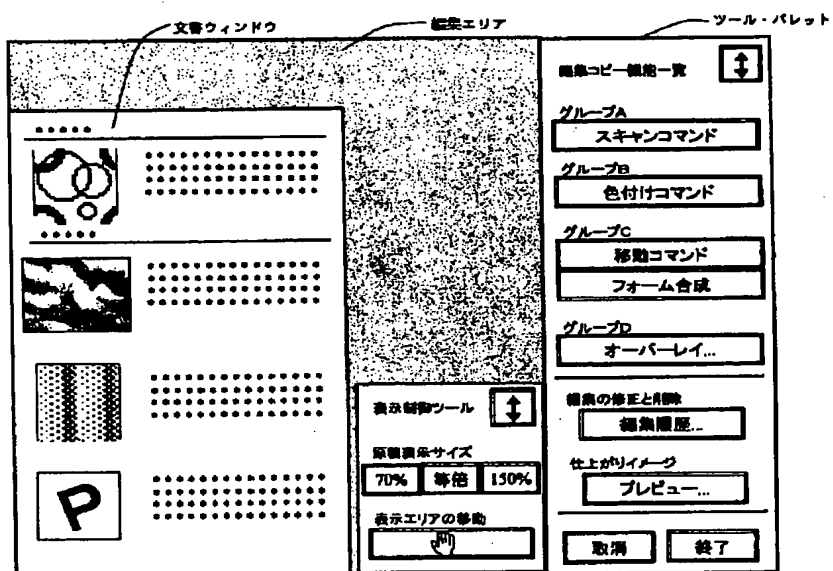 文書ウィンドウ
編集エリア
ツール・パレット
編集コピー機能一覧
グループA
スキャンコマンド
グループB
色付けコマンド
グループC
移動コマンド
フォーム合成
グループD
オーバーレイ...
編集の修正と削除
編集履歴...
仕上がりイメージ
プレビュー...
取消 終了
表示制御ツール
原稿表示サイズ
70% 等倍 150%
表示エリアの移動
P